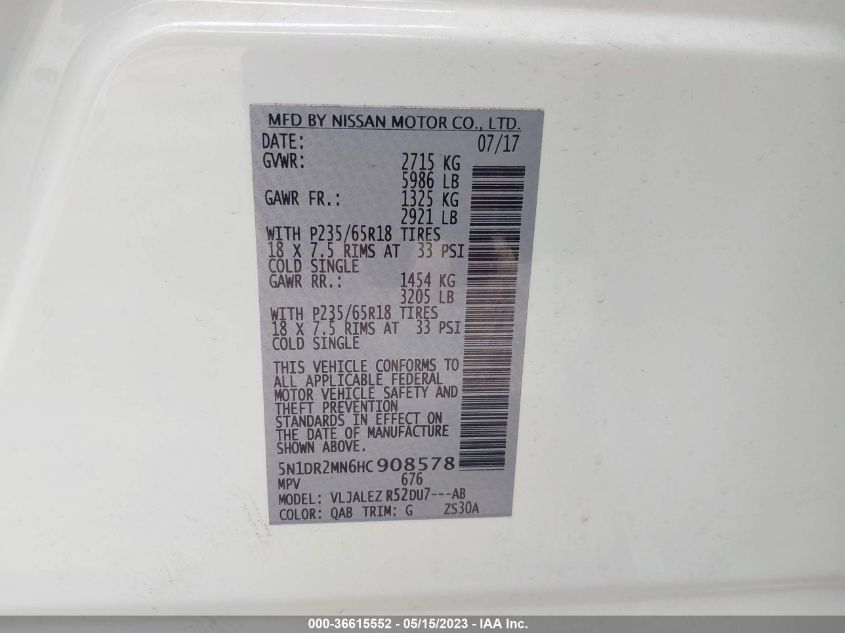 MFD BY NISSAN MOTOR CO., LTD.
DATE: 07/17
GVWR: 2715 KG
5986 LB
GAWR FR.: 1325 KG
2921 LB
WITH P235/65R18 TIRES
18 X 7.5 RIMS AT 33 PSI
COLD SINGLE
GAWR RR.: 1454 KG
3205 LB
WITH P235/65R18 TIRES
18 X 7.5 RIMS AT 33 PSI
COLD SINGLE
THIS VEHICLE CONFORMS TO
ALL APPLICABLE FEDERAL
MOTOR VEHICLE SAFETY AND
THEFT PREVENTION
STANDARDS IN EFFECT ON
THE DATE OF MANUFACTURE
SHOWN ABOVE.
5N1DR2MN6HC908578
MPV 676
MODEL: VLJALEZ R52DU7---AB
COLOR: QAB TRIM: G ZS30A
000-36615552 - 05/15/2023 - IAA Inc.